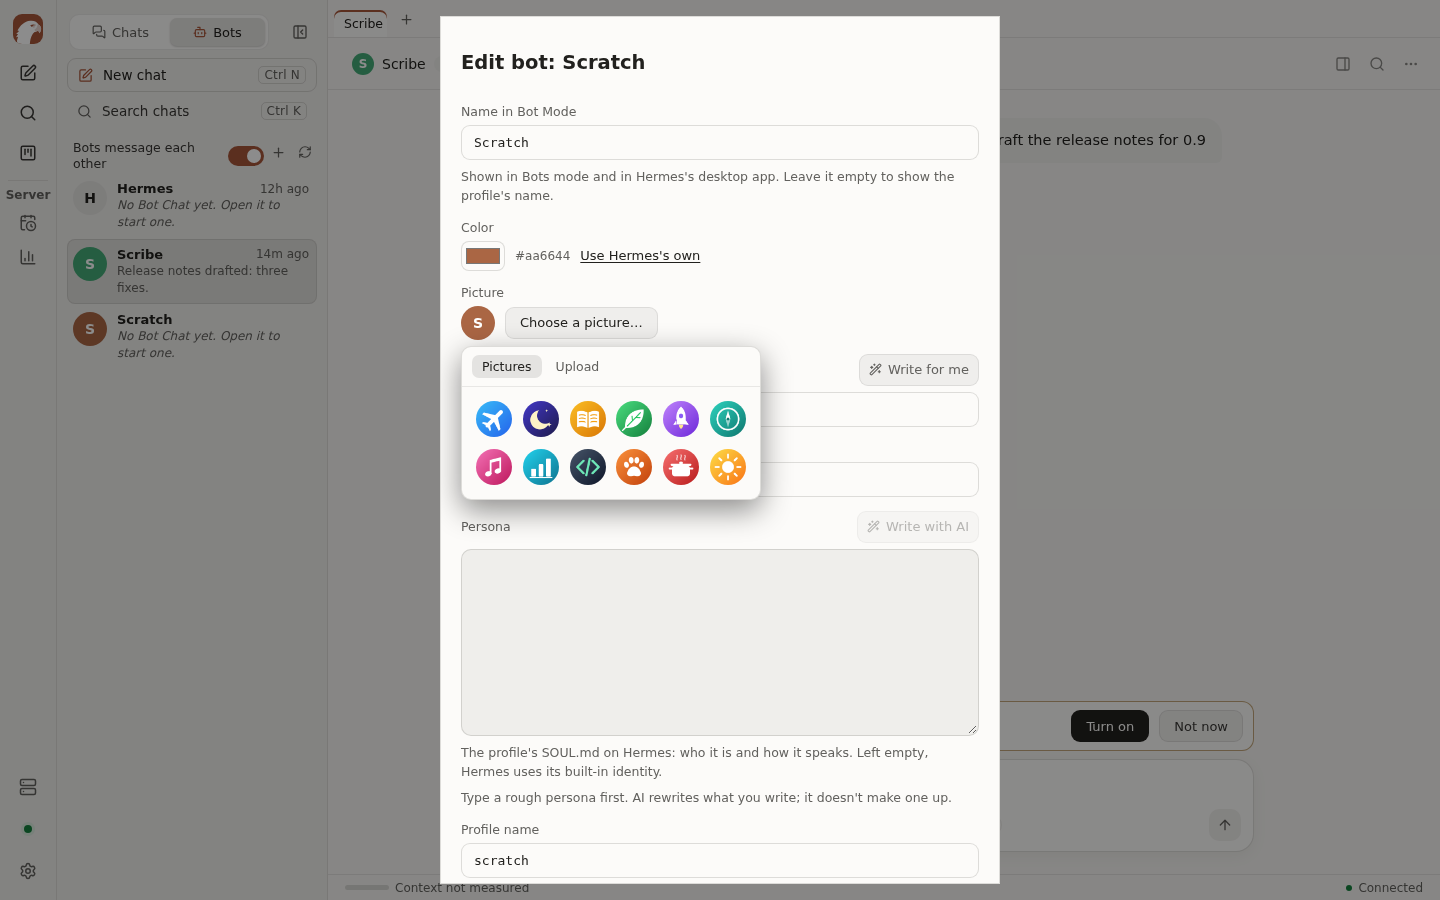 Chats
Bots
New chat
Ctrl N
Search chats
Ctrl K
Bots message each
other
Server
H
Hermes
12h ago
No Bot Chat yet. Open it to
start one.
S
Scribe
14m ago
Release notes drafted: three
fixes.
S
Scratch
No Bot Chat yet. Open it to
start one.
Scribe
S
Scribe
raft the release notes for 0.9
Turn on
Not now
Context not measured
Connected
Edit bot: Scratch
Name in Bot Mode
Scratch
Shown in Bots mode and in Hermes's desktop app. Leave it empty to show the
profile's name.
Color
#aa6644
Use Hermes's own
Picture
S
Choose a picture...
Pictures
Upload
Write for me
Persona
Write with AI
The profile's SOUL.md on Hermes: who it is and how it speaks. Left empty,
Hermes uses its built-in identity.
Type a rough persona first. AI rewrites what you write; it doesn't make one up.
Profile name
scratch